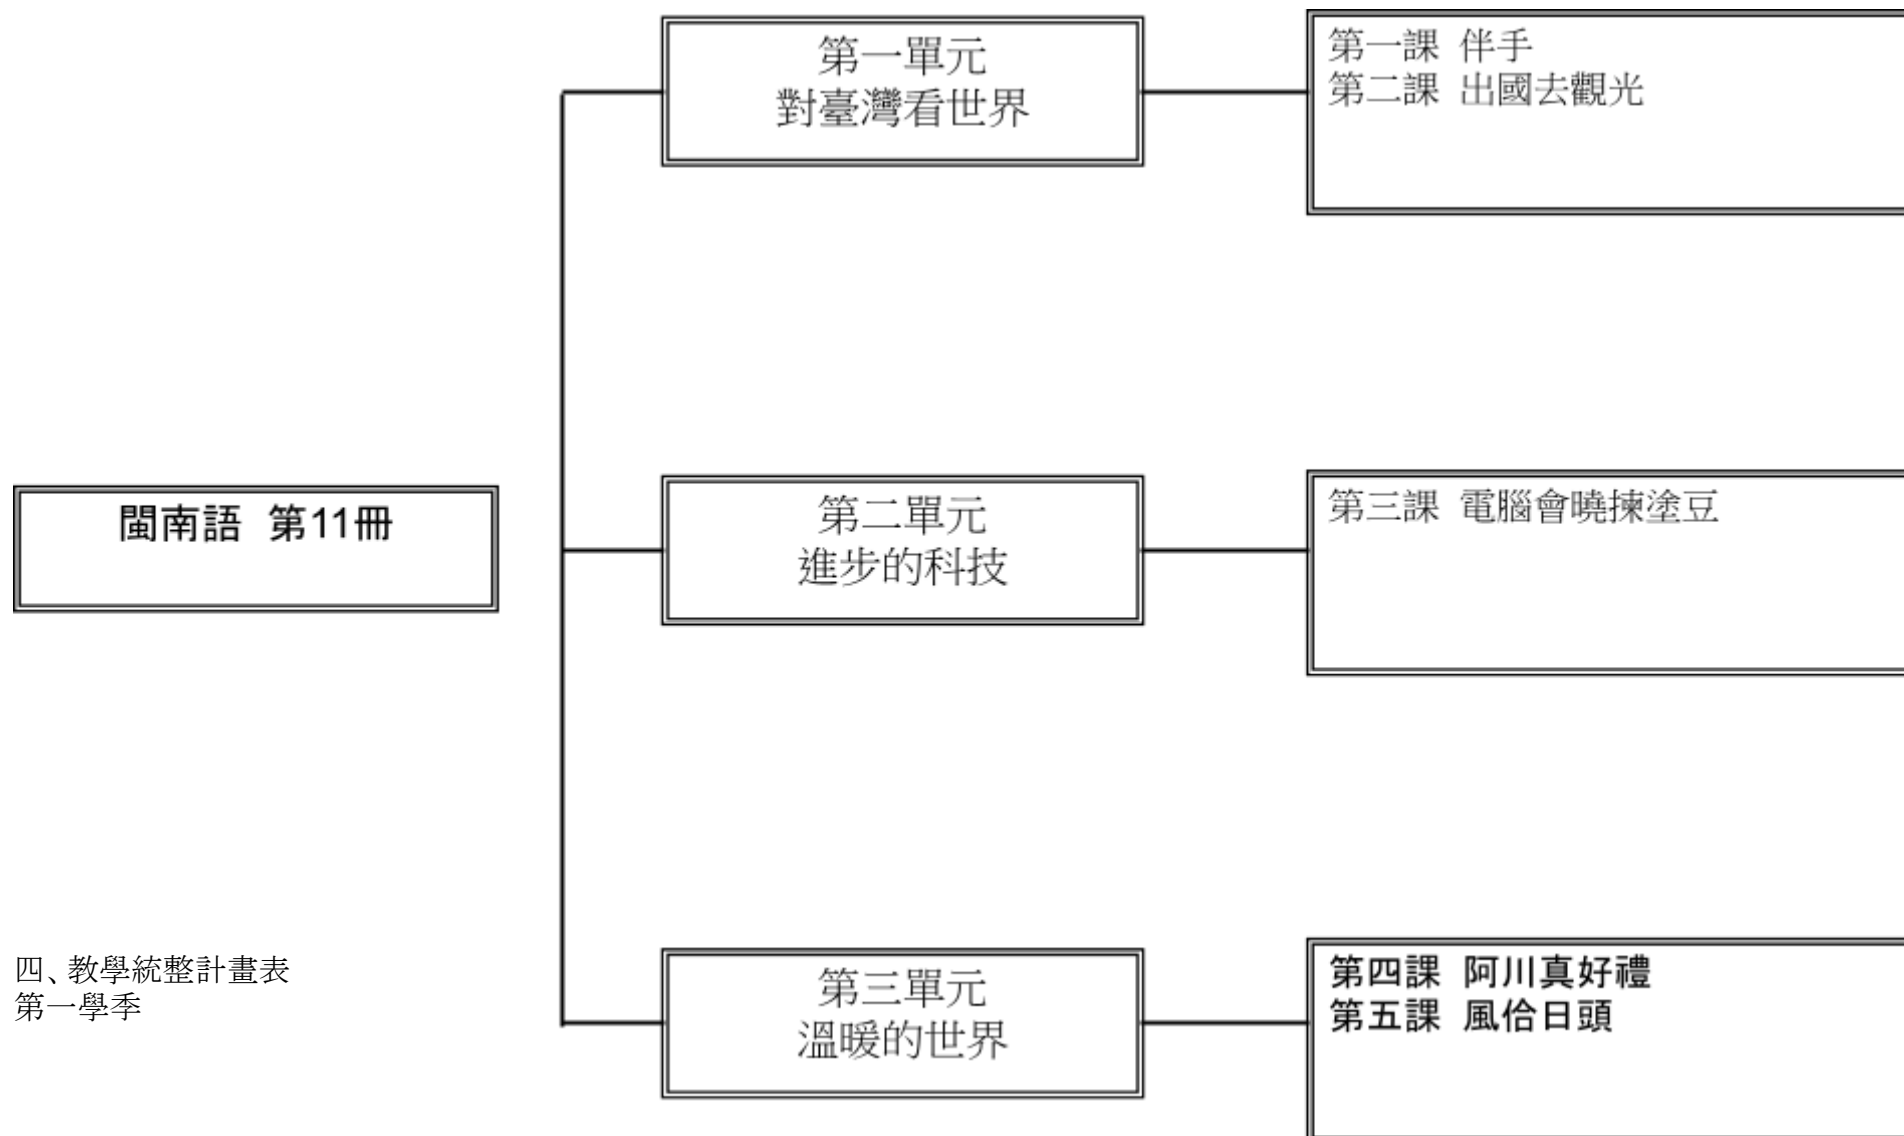 第一單元
對臺灣看世界
第一課 伴手
第二課 出國去觀光
閩南語 第11冊
第二單元
進步的科技
第三課 電腦會曉揀塗豆
四、教學統整計畫表
第一學季
第三單元
溫暖的世界
第四課 阿川真好禮
第五課 風佮日頭